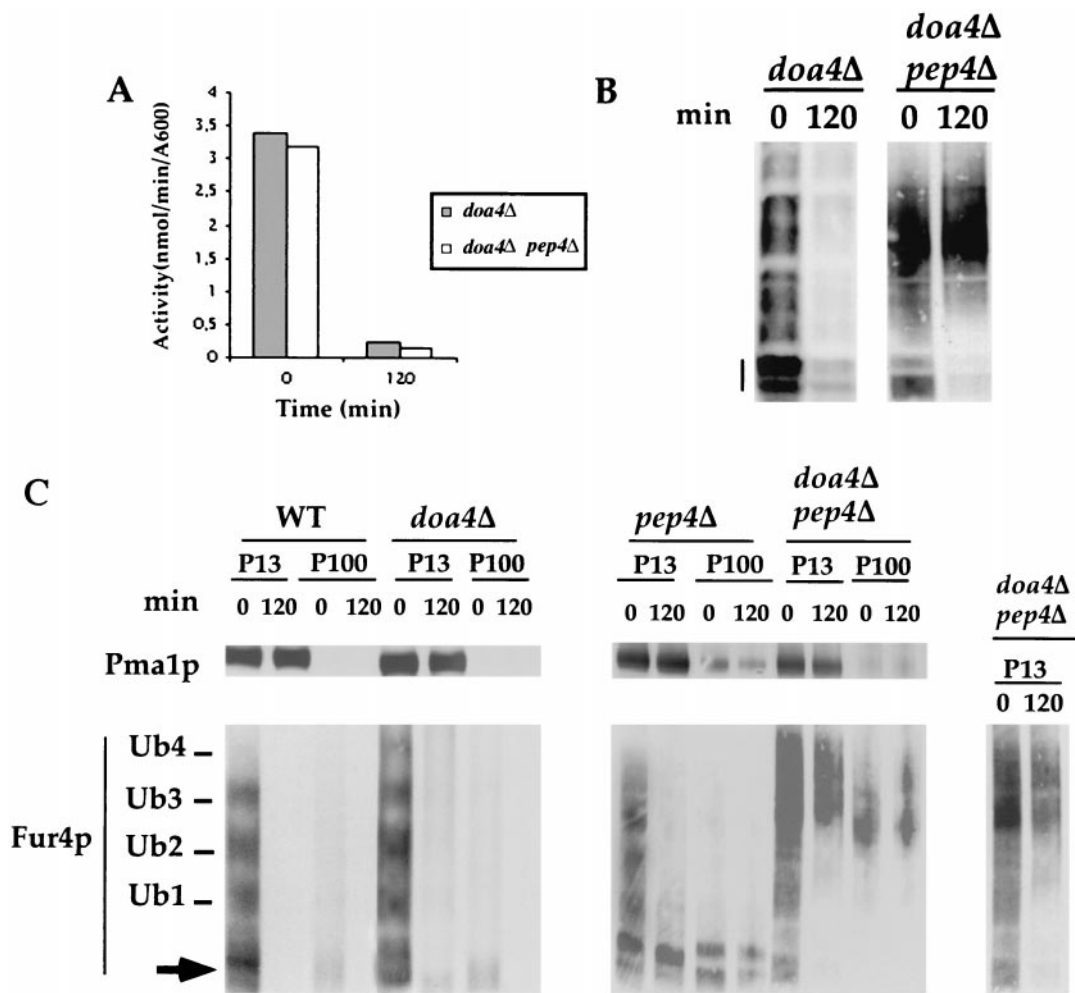 A
4
3,5
3
2,5
2
1,5
1
0,5
0
Activity(nmol/min/A600)
0 120
Time (min)
doa4Δ
doa4Δ pep4Δ
B
doa4Δ
doa4Δ
pep4Δ
min 0 120 0 120
C
WT doa4Δ
P13 P100 P13 P100
min 0 120 0 120 0 120 0 120
Pma1p
Ub4
Ub3
Ub2
Ub1
Fur4p
pep4Δ
doa4Δ
pep4Δ
P13 P100 P13 P100
0 120 0 120 0 120 0 120
doa4Δ
pep4Δ
P13
0 120